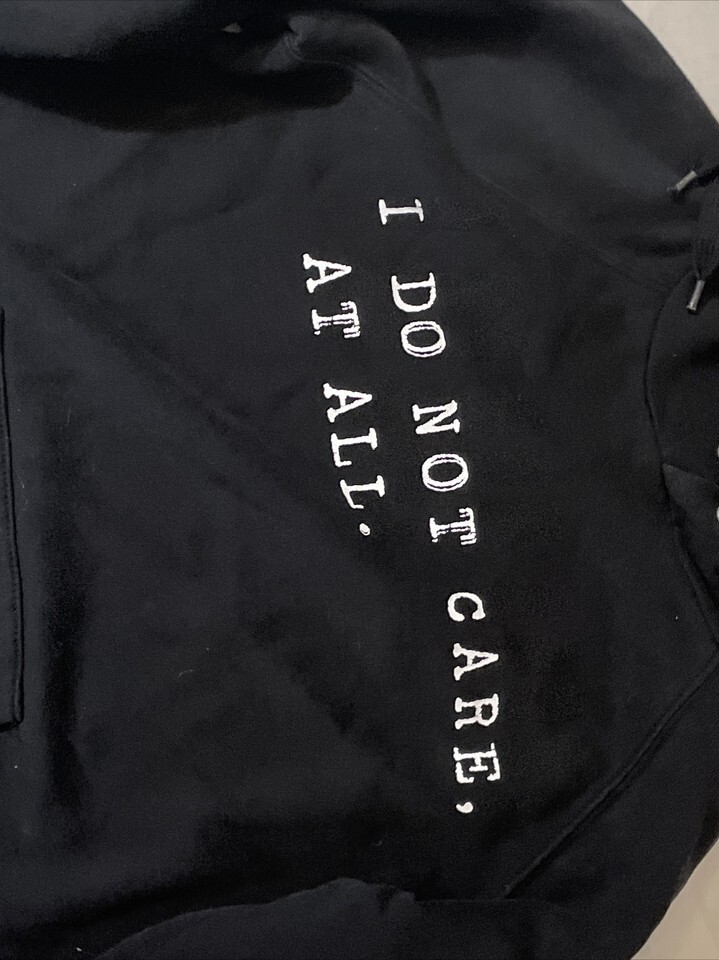 I DO NOT CARE,
AT ALL.